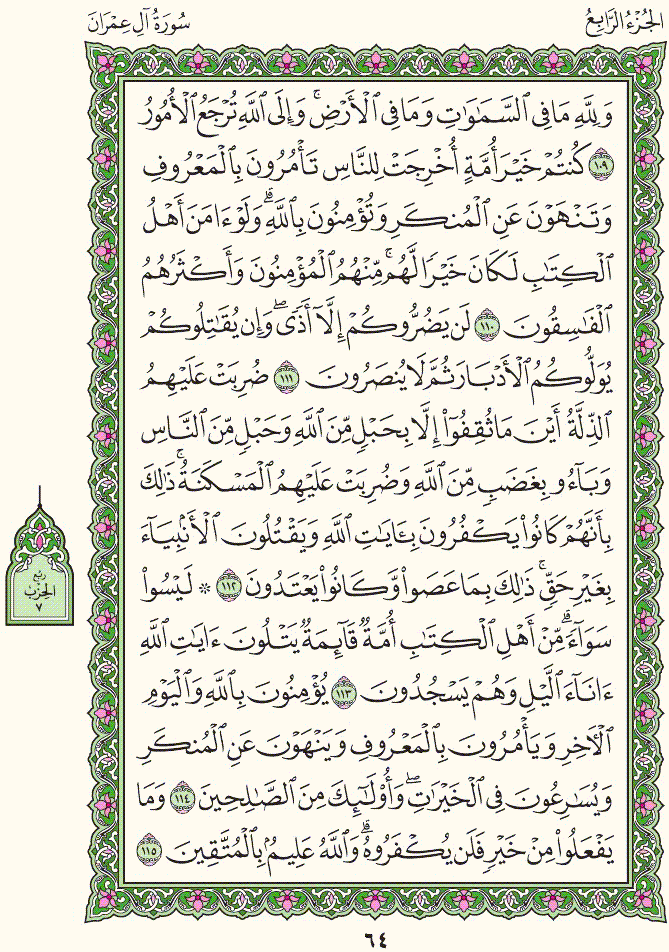 الجُزْءُ الرَّابِعُ
سُورَةُ آلِ عِمْرَانَ
وَلِلَّهِ مَا فِي ٱلسَّمَٰوَٰتِ وَمَا فِي ٱلْأَرْضِۚ وَإِلَى ٱللَّهِ تُرْجَعُ ٱلْأُمُورُ
١٠٩ كُنتُمْ خَيْرَ أُمَّةٍ أُخْرِجَتْ لِلنَّاسِ تَأْمُرُونَ بِٱلْمَعْرُوفِ
وَتَنْهَوْنَ عَنِ ٱلْمُنكَرِ وَتُؤْمِنُونَ بِٱللَّهِۗ وَلَوْ ءَامَنَ أَهْلُ
ٱلْكِتَٰبِ لَكَانَ خَيْرًا لَّهُمۚ مِّنْهُمُ ٱلْمُؤْمِنُونَ وَأَكْثَرُهُمُ
ٱلْفَٰسِقُونَ ١١٠ لَن يَضُرُّوكُمْ إِلَّآ أَذًىۖ وَإِن يُقَٰتِلُوكُمْ
يُوَلُّوكُمُ ٱلْأَدْبَارَ ثُمَّ لَا يُنصَرُونَ ١١١ ضُرِبَتْ عَلَيْهِمُ
ٱلذِّلَّةُ أَيْنَ مَا ثُقِفُوٓا۟ إِلَّا بِحَبْلٍ مِّنَ ٱللَّهِ وَحَبْلٍ مِّنَ ٱلنَّاسِ
وَبَآءُو بِغَضَبٍ مِّنَ ٱللَّهِ وَضُرِبَتْ عَلَيْهِمُ ٱلْمَسْكَنَةُۚ ذَٰلِكَ
بِأَنَّهُمْ كَانُوا۟ يَكْفُرُونَ بِـَٔايَٰتِ ٱللَّهِ وَيَقْتُلُونَ ٱلْأَنۢبِيَآءَ
بِغَيْرِ حَقٍّۚ ذَٰلِكَ بِمَا عَصَوا۟ وَّكَانُوا۟ يَعْتَدُونَ ١١٢ ۞ لَيْسُوا۟
سَوَآءًۗ مِّنْ أَهْلِ ٱلْكِتَٰبِ أُمَّةٌ قَآئِمَةٌ يَتْلُونَ ءَايَٰتِ ٱللَّهِ
ءَانَآءَ ٱلَّيْلِ وَهُمْ يَسْجُدُونَ ١١٣ يُؤْمِنُونَ بِٱللَّهِ وَٱلْيَوْمِ
ٱلْءَاخِرِ وَيَأْمُرُونَ بِٱلْمَعْرُوفِ وَيَنْهَوْنَ عَنِ ٱلْمُنكَرِ
وَيُسَٰرِعُونَ فِي ٱلْخَيْرَٰتِۖ وَأُو۟لَٰٓئِكَ مِنَ ٱلصَّٰلِحِينَ ١١٤ وَمَا
يَفْعَلُوا۟ مِنْ خَيْرٍ فَلَن يُكْفَرُوهُۗ وَٱللَّهُ عَلِيمٌۢ بِٱلْمُتَّقِينَ ١١٥
ربع
الحزب
٧
٦٤